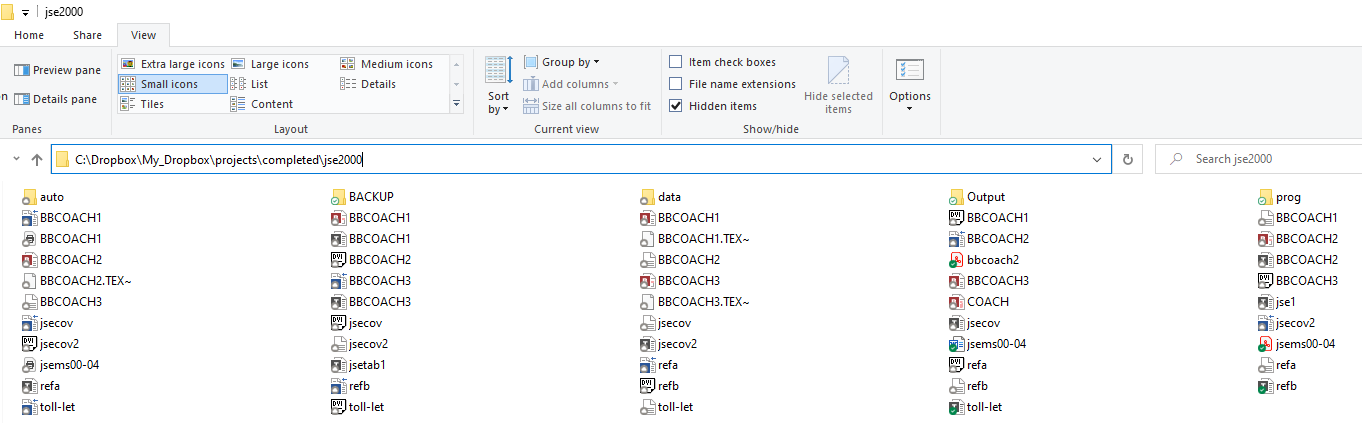 jse2000
Home Share View
Preview pane
Details pane
n
Panes
Extra large icons Large icons Medium icons
Small icons List Details
Tiles Content
Layout
Sort by
Group by
Add columns
Size all columns to fit
Current view
Item check boxes
File name extensions
Hidden items
Hide selected items
Show/hide
Options
C:\Dropbox\My_Dropbox\projects\completed\jse2000
Search jse2000
auto BACKUP data Output prog
BBCOACH1 BBCOACH1 BBCOACH1 BBCOACH1 BBCOACH1
BBCOACH1 BBCOACH1 BBCOACH1.TEX~ BBCOACH2 BBCOACH2
BBCOACH2 BBCOACH2 BBCOACH2 bbcoach2 BBCOACH2
BBCOACH2.TEX~ BBCOACH3 BBCOACH3 BBCOACH3 BBCOACH3
BBCOACH3 BBCOACH3 BBCOACH3.TEX~ COACH jse1
jsecov jsecov jsecov jsecov jsecov2
jsecov2 jsecov2 jsecov2 jsems00-04 jsems00-04
jsems00-04 jsetab1 refa refa refa
refa refb refb refb refb
toll-let toll-let toll-let toll-let